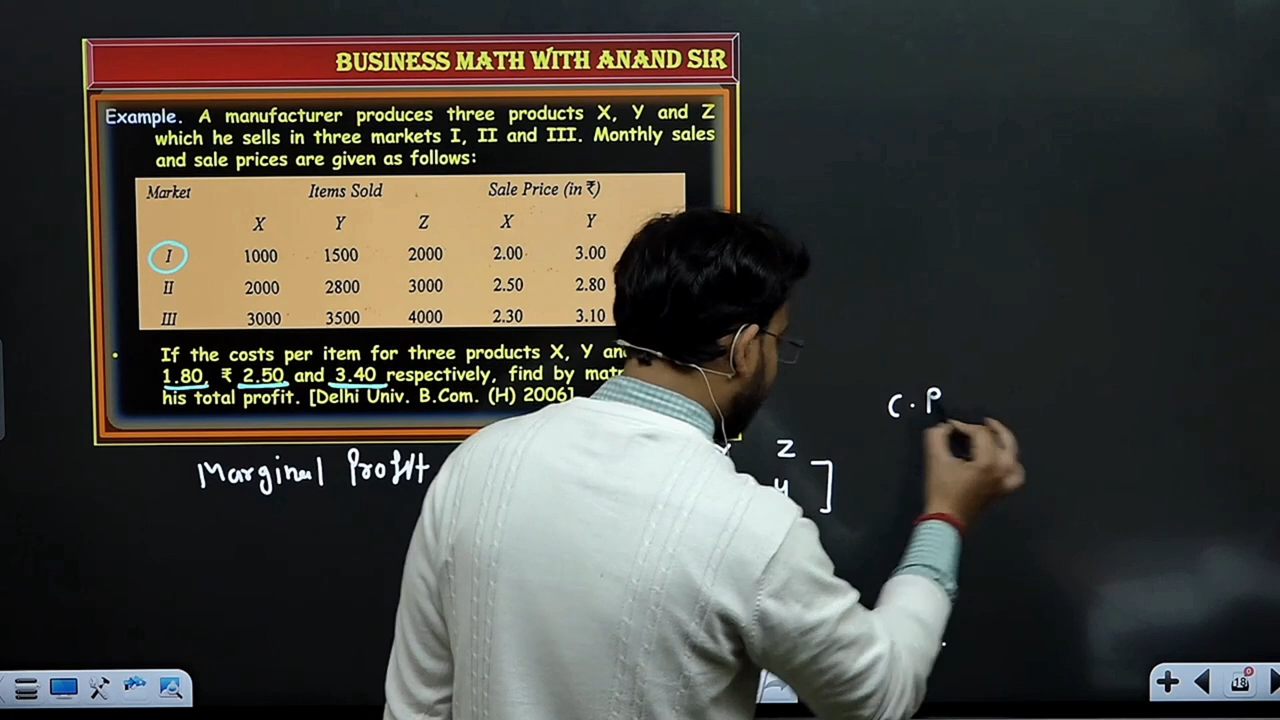 BUSINESS MATH WITH ANAND SIR
Example. A manufacturer produces three products X, Y and Z
which he sells in three markets I, II and III. Monthly sales
and sale prices are given as follows:
Market Items Sold Sale Price (in ₹)
X Y Z X Y
I 1000 1500 2000 2.00 3.00
II 2000 2800 3000 2.50 2.80
III 3000 3500 4000 2.30 3.10
If the costs per item for three products X, Y
1.80, ₹ 2.50 and 3.40 respectively, find by
his total profit. [Delhi Univ. B.Com. (H) 2006]
C.P
Z
Marginal Profit ]
18